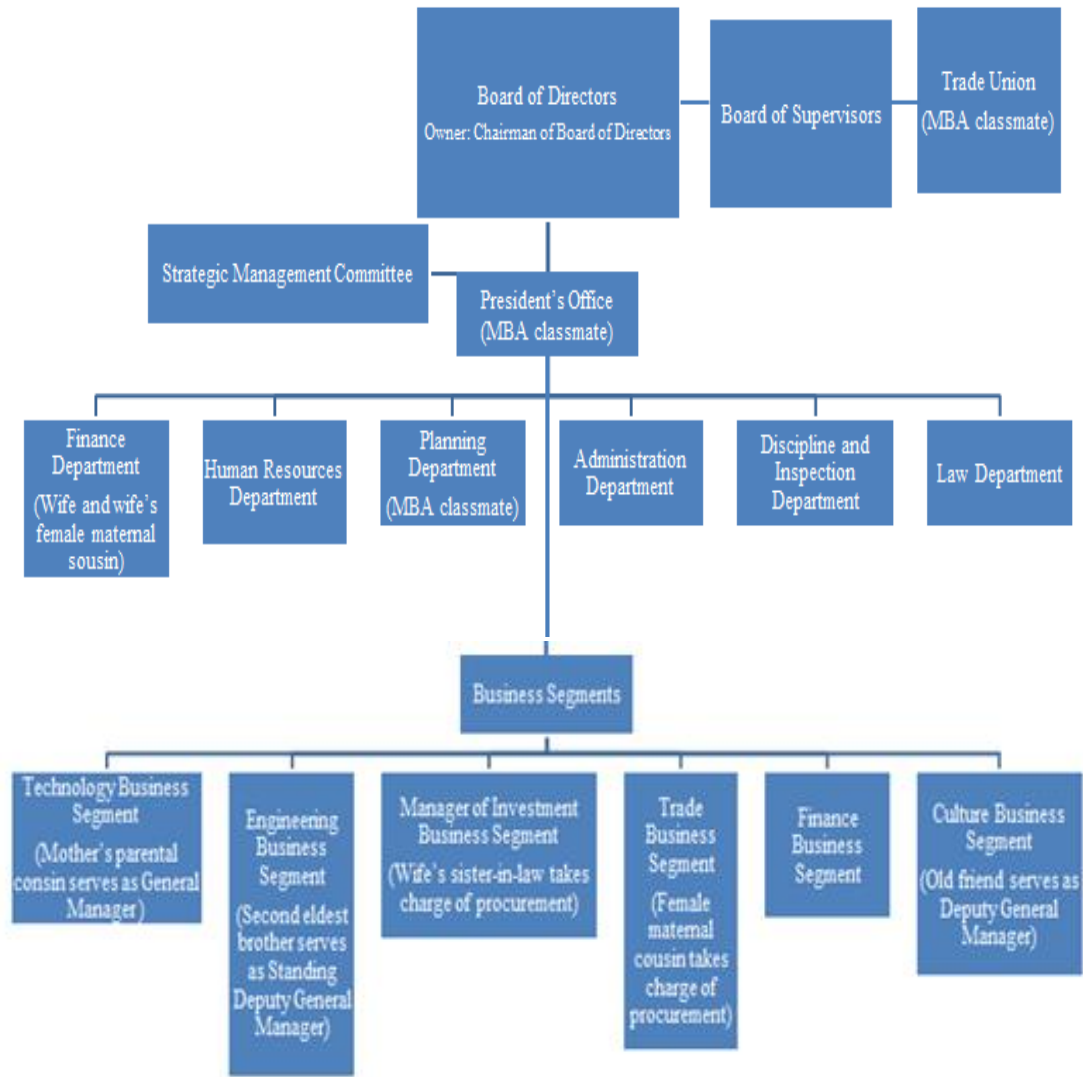 Board of Directors
Owner: Chairman of Board of Directors
Board of Supervisors
Trade Union
(MBA classmate)
Strategic Management Committee
President’s Office
(MBA classmate)
Finance
Department
(Wife and wife’s
female maternal
sousin)
Human Resources
Department
Planning
Department
(MBA classmate)
Administration
Department
Discipline and
Inspection
Department
Law Department
Business Segments
Technology Business
Segment
(Mother’s parental
consin serves as General
Manager)
Engineering
Business
Segment
(Second eldest
brother serves
as Standing
Deputy General
Manager)
Manager of Investment
Business Segment
(Wife’s sister-in-law takes
charge of procurement)
Trade
Business
Segment
(Female
maternal
cousin takes
charge of
procurement)
Finance
Business
Segment
Culture Business
Segment
(Old friend serves as
Deputy General
Manager)